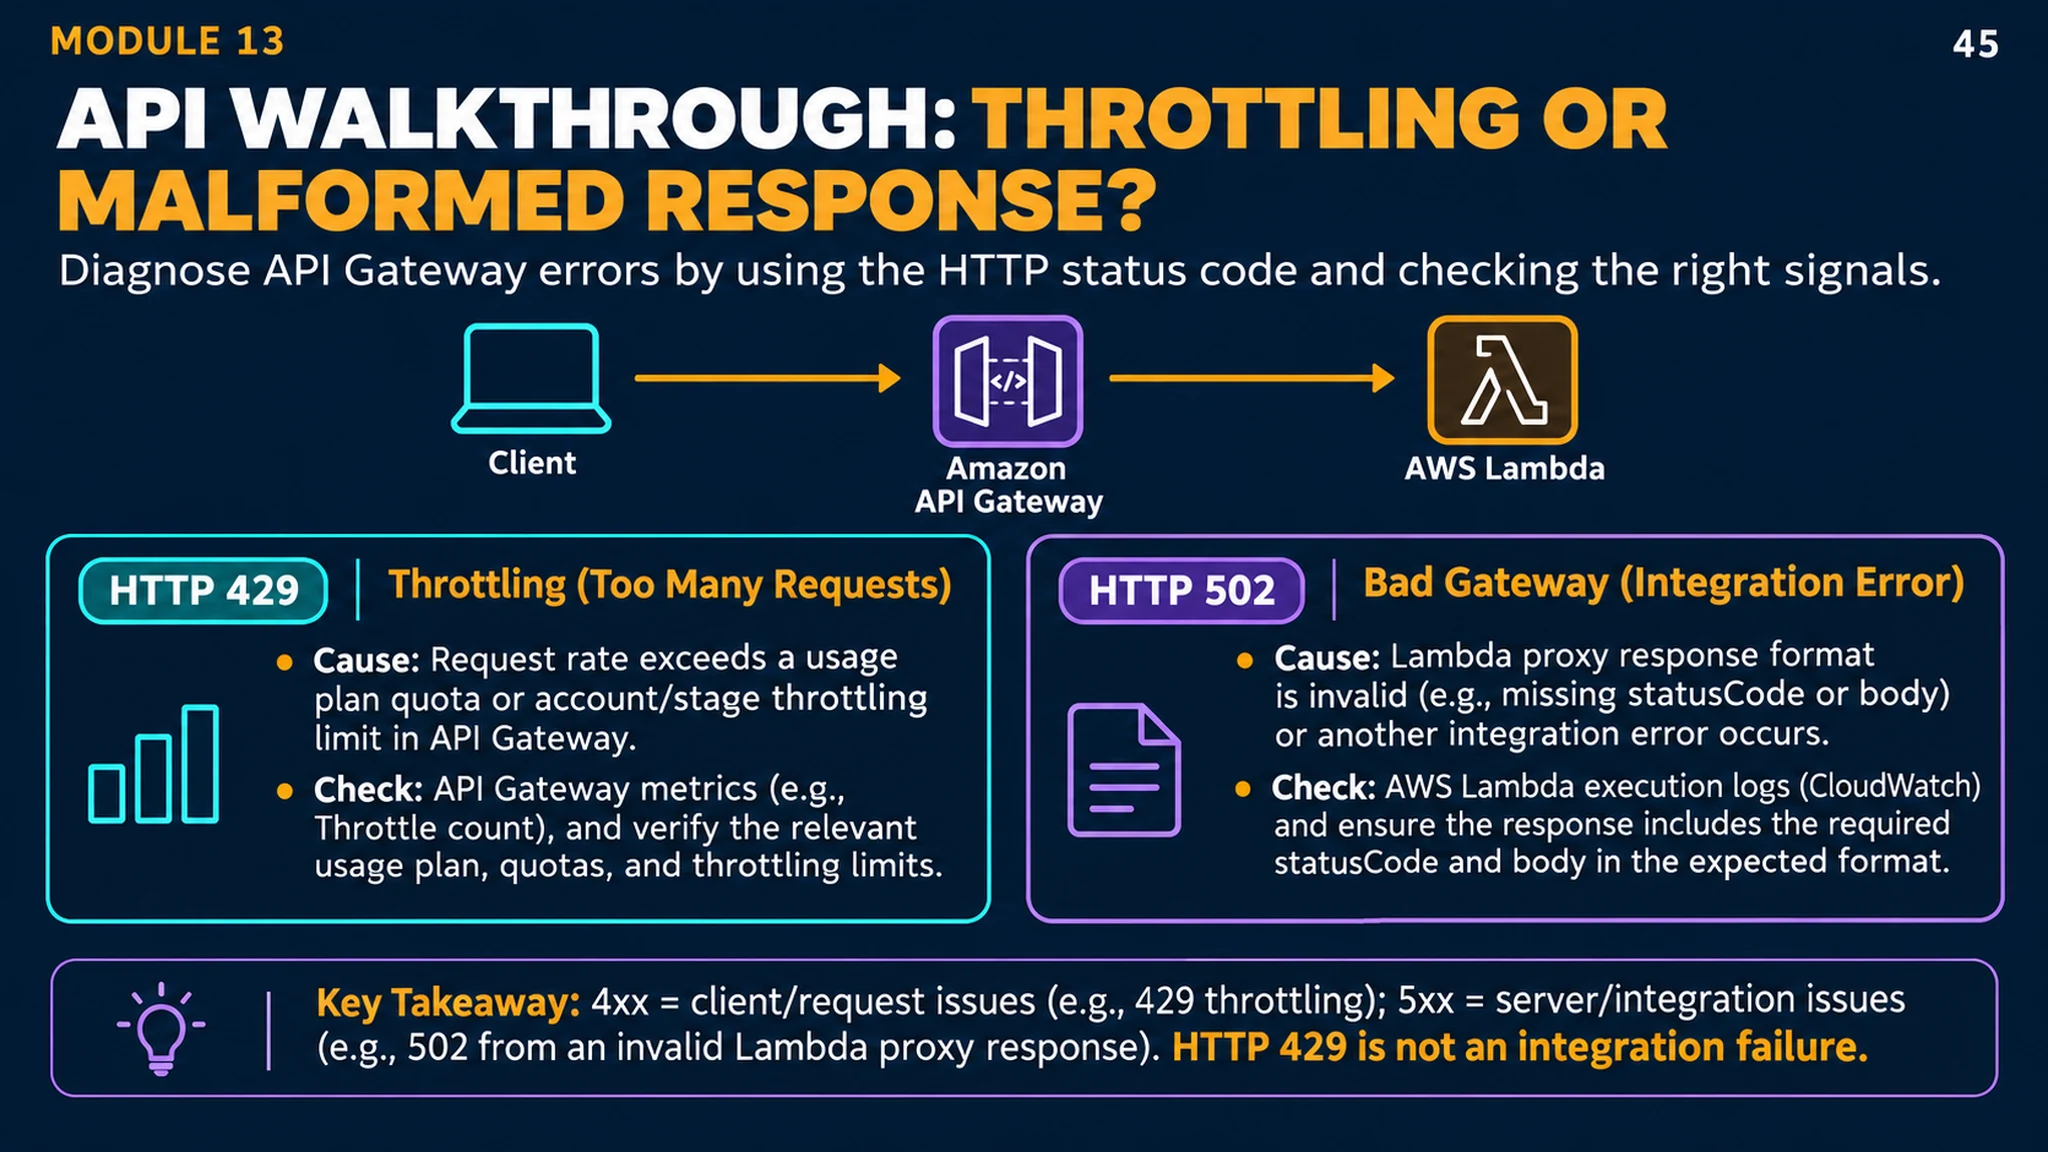 MODULE 13
45
API WALKTHROUGH: THROTTLING OR
MALFORMED RESPONSE?
Diagnose API Gateway errors by using the HTTP status code and checking the right signals.
</>
Client
Amazon
API Gateway
AWS Lambda
HTTP 429
Throttling (Too Many Requests)
• Cause: Request rate exceeds a usage
plan quota or account/stage throttling
limit in API Gateway.
• Check: API Gateway metrics (e.g.,
Throttle count), and verify the relevant
usage plan, quotas, and throttling limits.
HTTP 502
Bad Gateway (Integration Error)
• Cause: Lambda proxy response format
is invalid (e.g., missing statusCode or body)
or another integration error occurs.
• Check: AWS Lambda execution logs (CloudWatch)
and ensure the response includes the required
statusCode and body in the expected format.
Key Takeaway: 4xx = client/request issues (e.g., 429 throttling); 5xx = server/integration issues
(e.g., 502 from an invalid Lambda proxy response). HTTP 429 is not an integration failure.